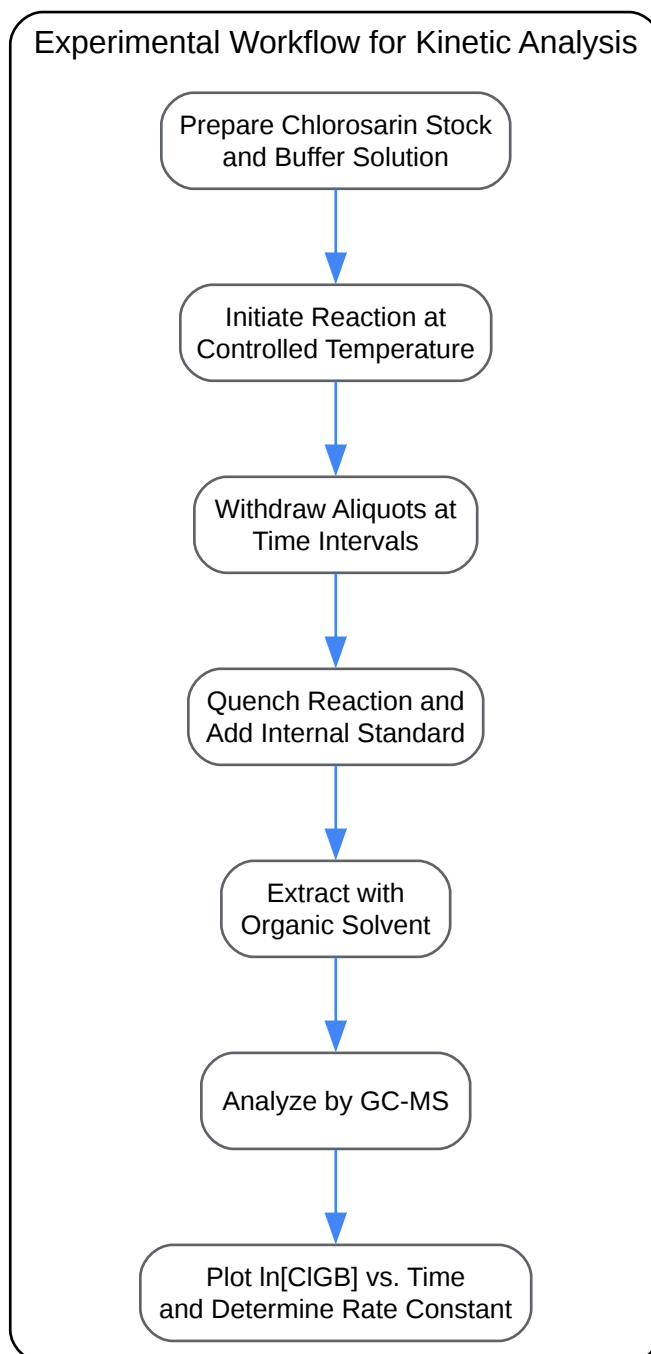 Experimental Workflow for Kinetic Analysis
Prepare Chlorosarin Stock
and Buffer Solution
Initiate Reaction at
Controlled Temperature
Withdraw Aliquots at
Time Intervals
Quench Reaction and
Add Internal Standard
Extract with
Organic Solvent
Analyze by GC-MS
Plot ln[ClGB] vs. Time
and Determine Rate Constant